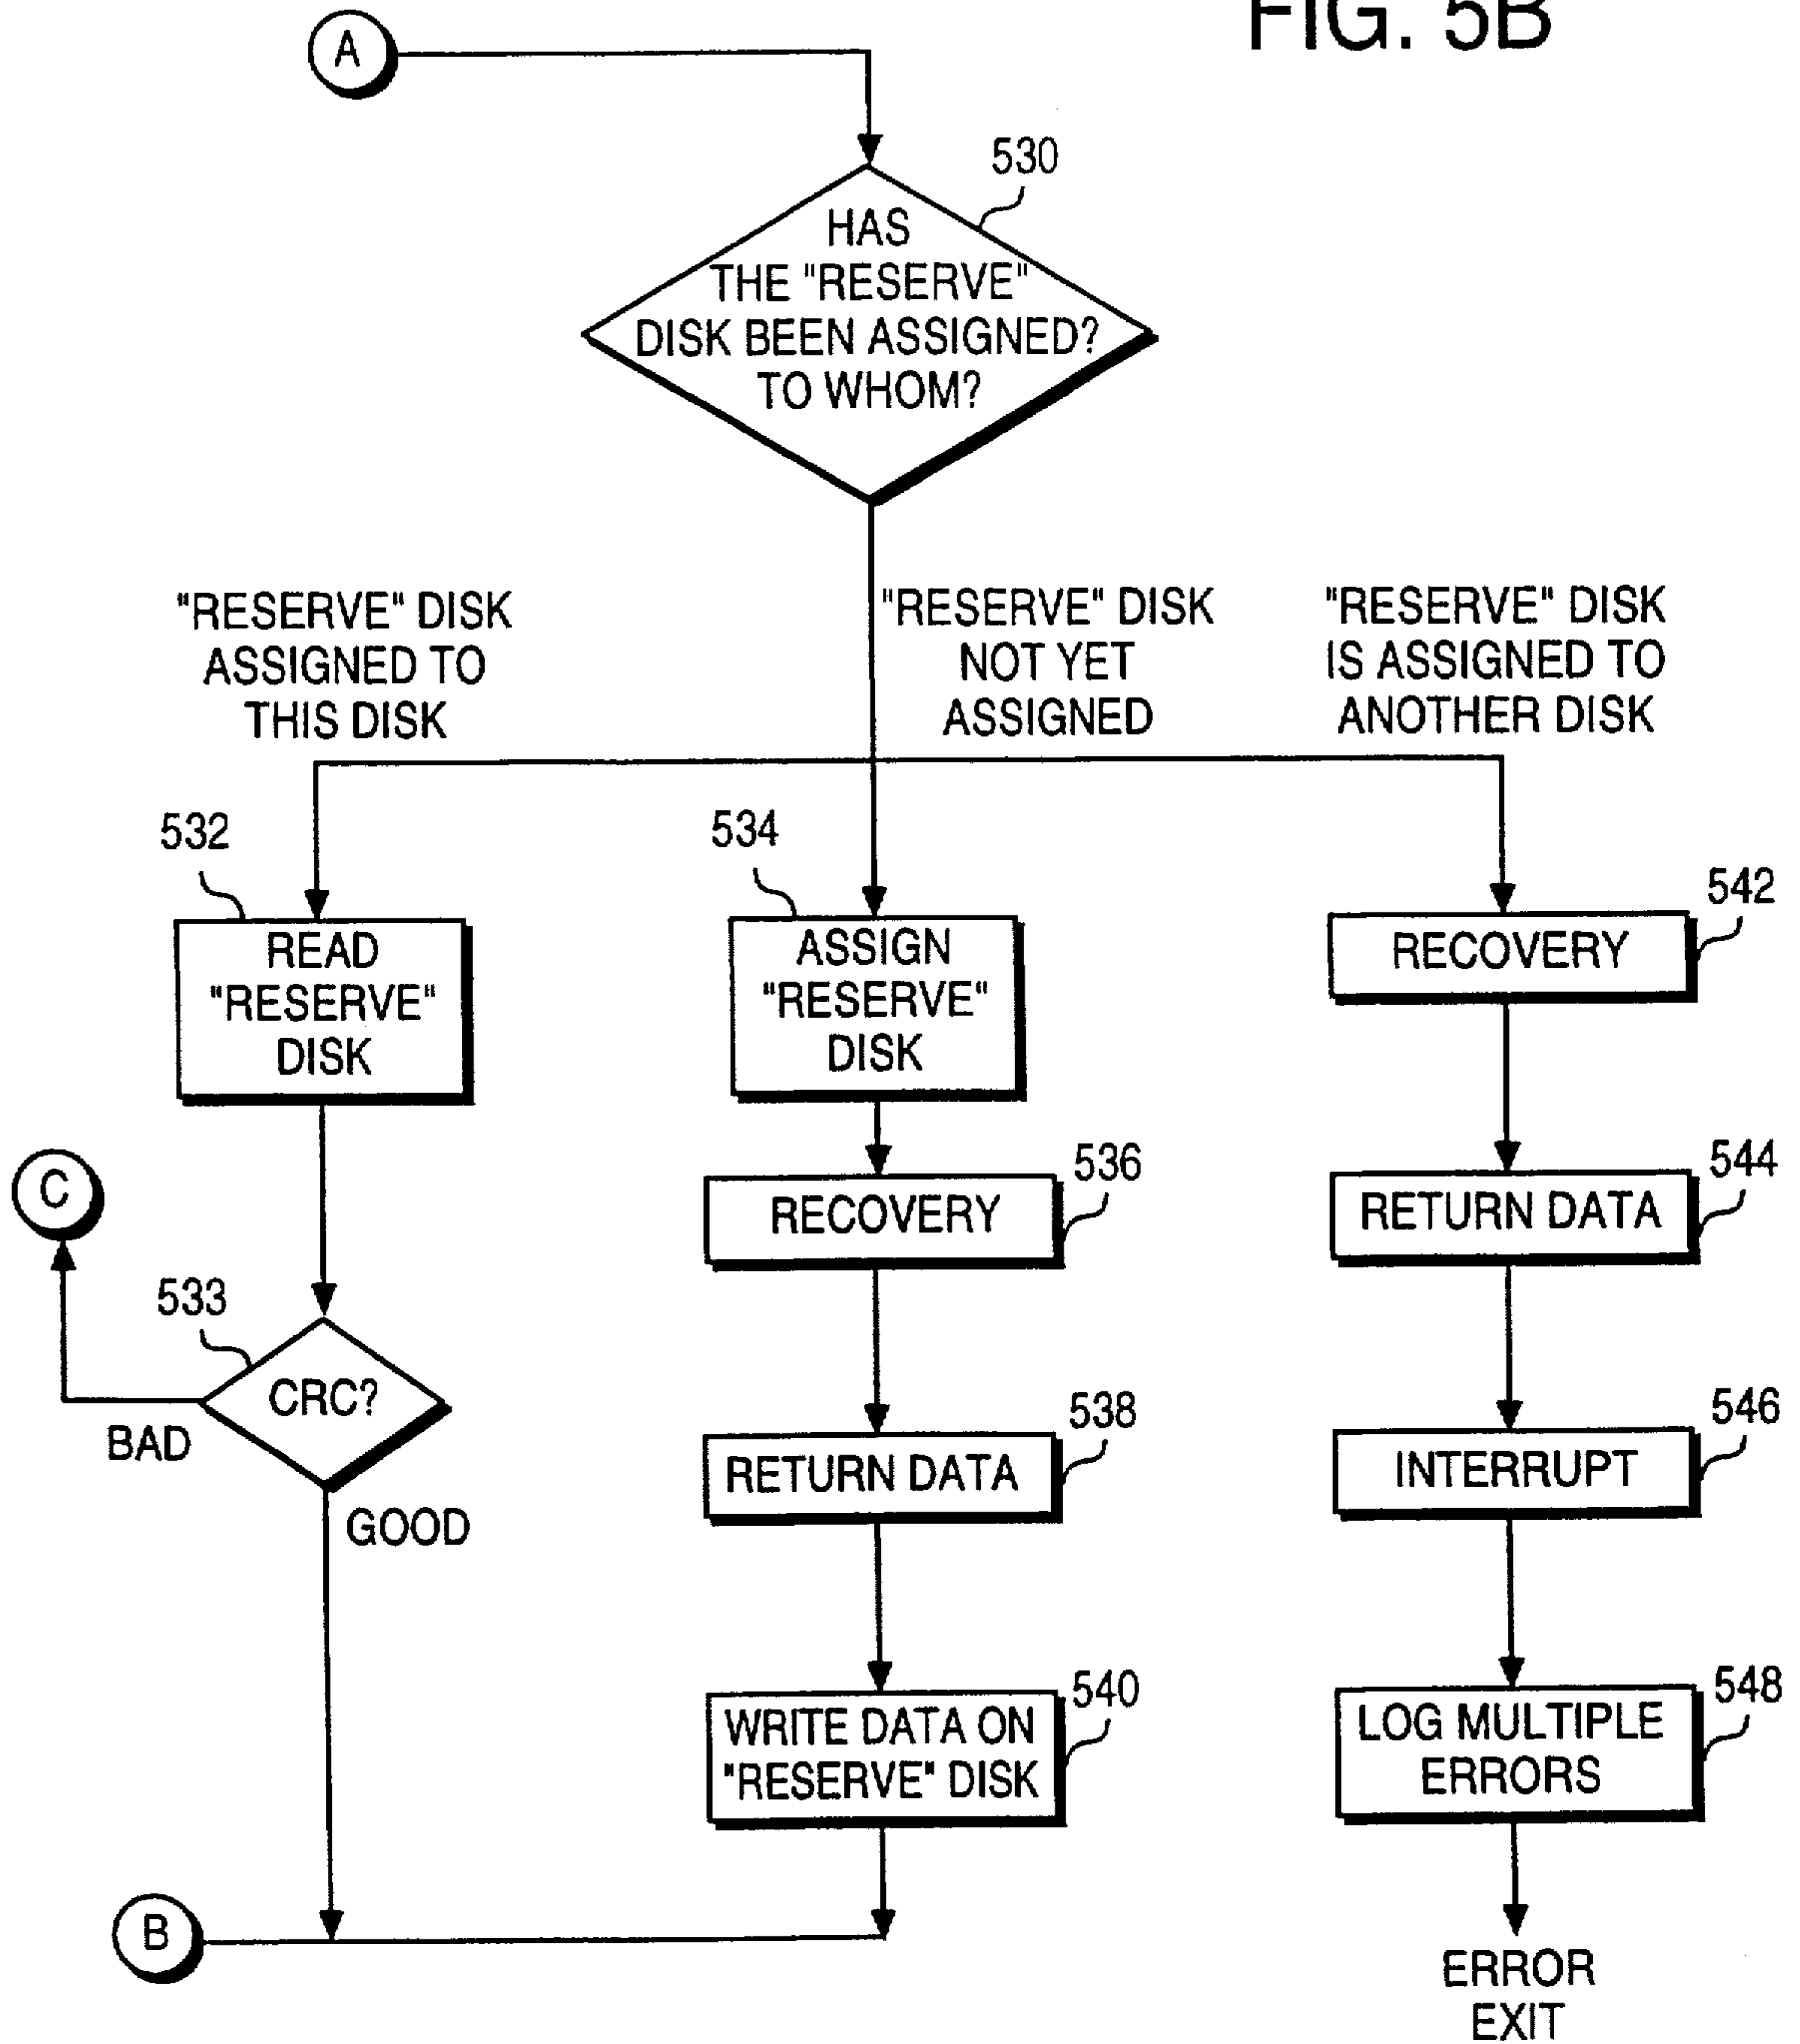 FIG. 5B
A
530
HAS
THE "RESERVE"
DISK BEEN ASSIGNED?
TO WHOM?
"RESERVE" DISK
ASSIGNED TO
THIS DISK
"RESERVE" DISK
NOT YET
ASSIGNED
"RESERVE" DISK
IS ASSIGNED TO
ANOTHER DISK
532
READ
"RESERVE"
DISK
534
ASSIGN
"RESERVE"
DISK
542
RECOVERY
C
536
RECOVERY
544
RETURN DATA
533
CRC?
BAD
GOOD
538
RETURN DATA
546
INTERRUPT
540
WRITE DATA ON
"RESERVE" DISK
548
LOG MULTIPLE
ERRORS
B
ERROR
EXIT